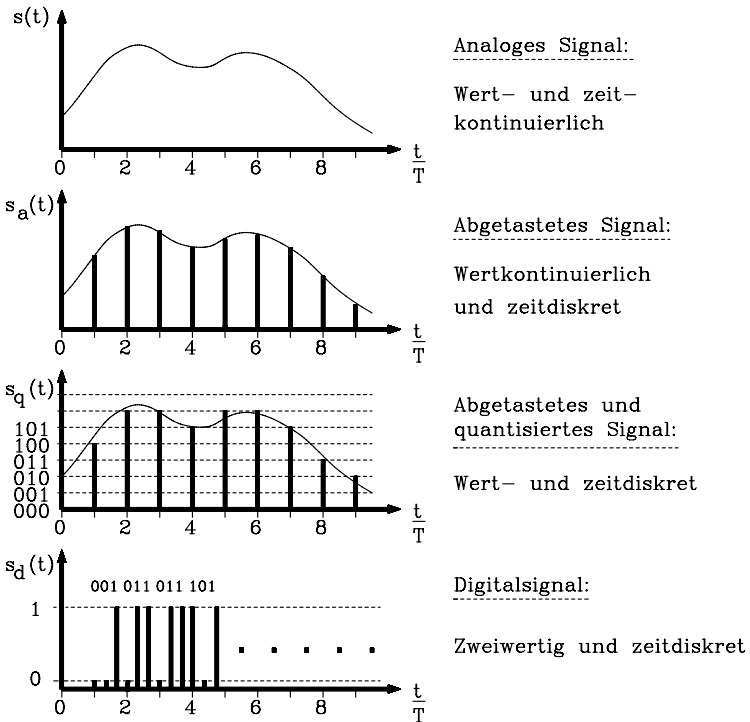 s(t)
Analoges Signal:
Wert– und zeit–
kontinuierlich
0 2 4 6 8 t/T
s_a(t)
Abgetastetes Signal:
Wertkontinuierlich
und zeitdiskret
0 2 4 6 8 t/T
s_q(t)
Abgetastetes und
quantisiertes Signal:
101
100
011
010
001
000
Wert– und zeitdiskret
0 2 4 6 8 t/T
s_d(t)
001 011 011 101
Digitalsignal:
1
Zweiwertig und zeitdiskret
0
0 2 4 6 8 t/T